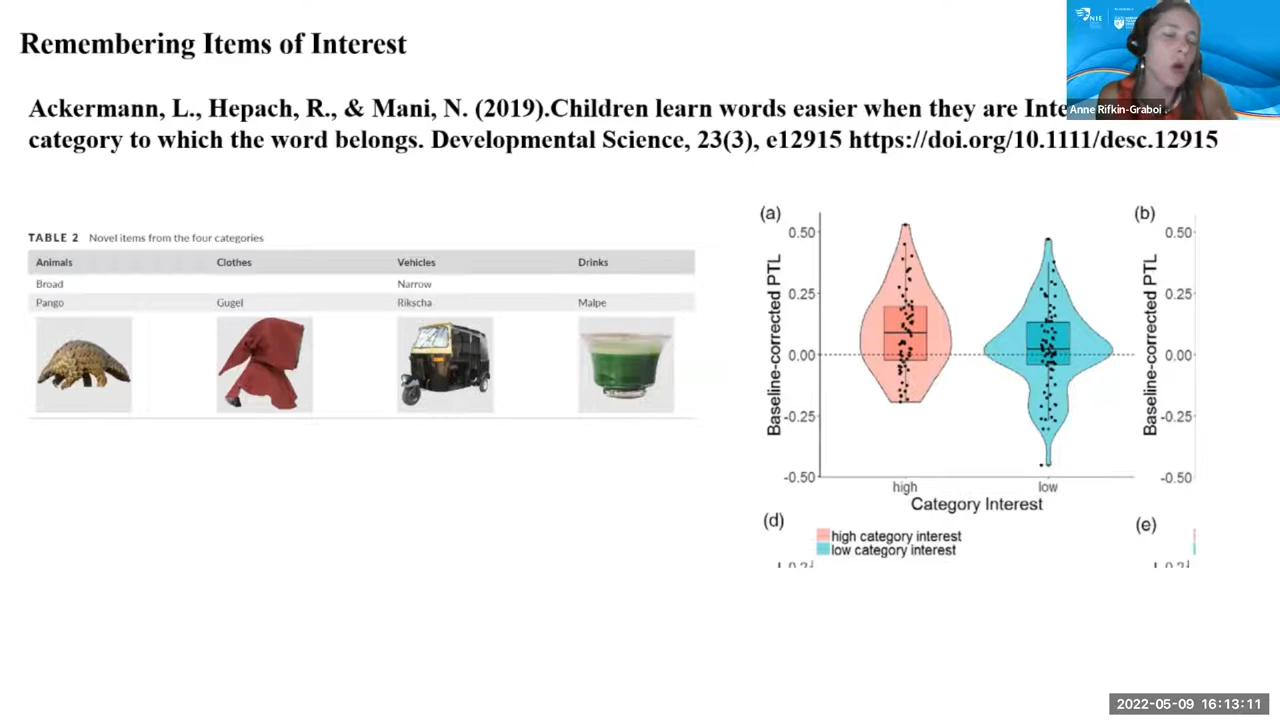 Remembering Items of Interest
NIE
Anne Rifkin-Graboi
Ackermann, L., Hepach, R., & Mani, N. (2019).Children learn words easier when they are
category to which the word belongs. Developmental Science, 23(3), e12915 https://doi.org/10.1111/desc.12915
TABLE 2 Novel items from the four categories
Animals Clothes Vehicles Drinks
Broad Narrow
Pango Gugel Rikscha Malpe
(a)
0.50
0.25
0.00
-0.25
-0.50
Baseline-corrected PTL
high low
Category Interest
(b)
0.50
0.25
0.00
-0.25
-0.50
Baseline-corrected PTL
(d)
high category interest
low category interest
(e)
2022-05-09 16:13:11